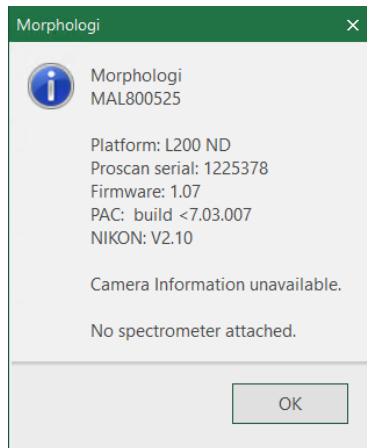 Morphologi
Morphologi
MAL800525
Platform: L200 ND
Proscan serial: 1225378
Firmware: 1.07
PAC: build <7.03.007
NIKON: V2.10
Camera Information unavailable.
No spectrometer attached.
OK